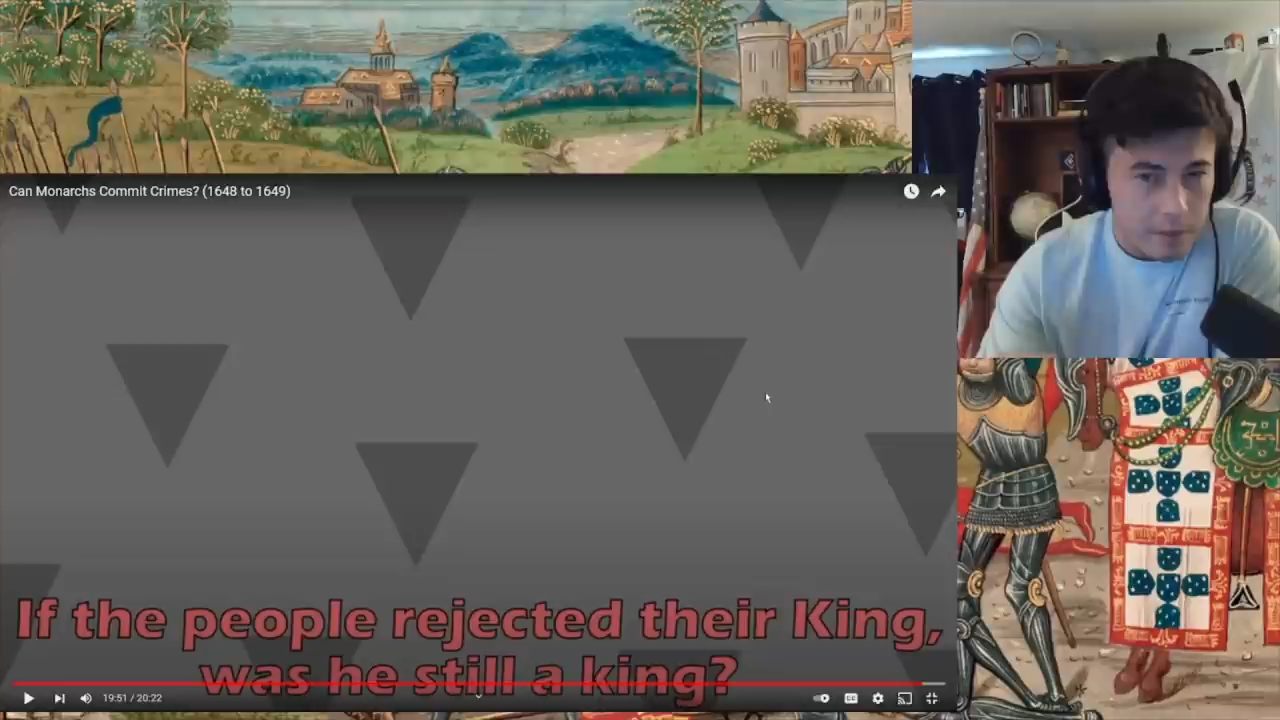 Can Monarchs Commit Crimes? (1648 to 1649)
If the people rejected their King,
was he still a king?
19:51 / 20:22